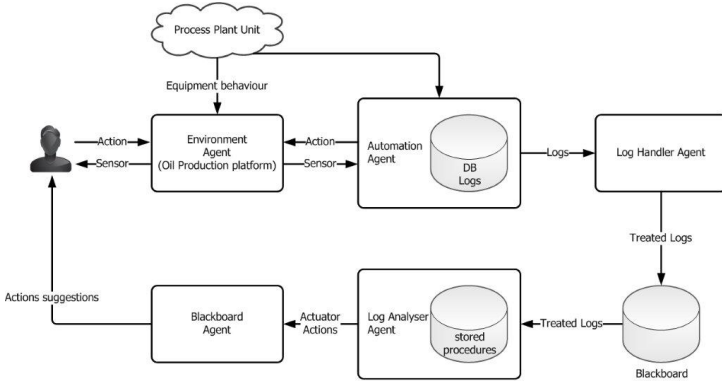 Process Plant Unit
Equipment behaviour
Action
Sensor
Environment
Agent
(Oil Production platform)
Action
Sensor
Automation
Agent
DB
Logs
Logs
Log Handler Agent
Treated Logs
Actions suggestions
Blackboard
Agent
Actuator
Actions
Log Analyser
Agent
stored
procedures
Treated Logs
Blackboard